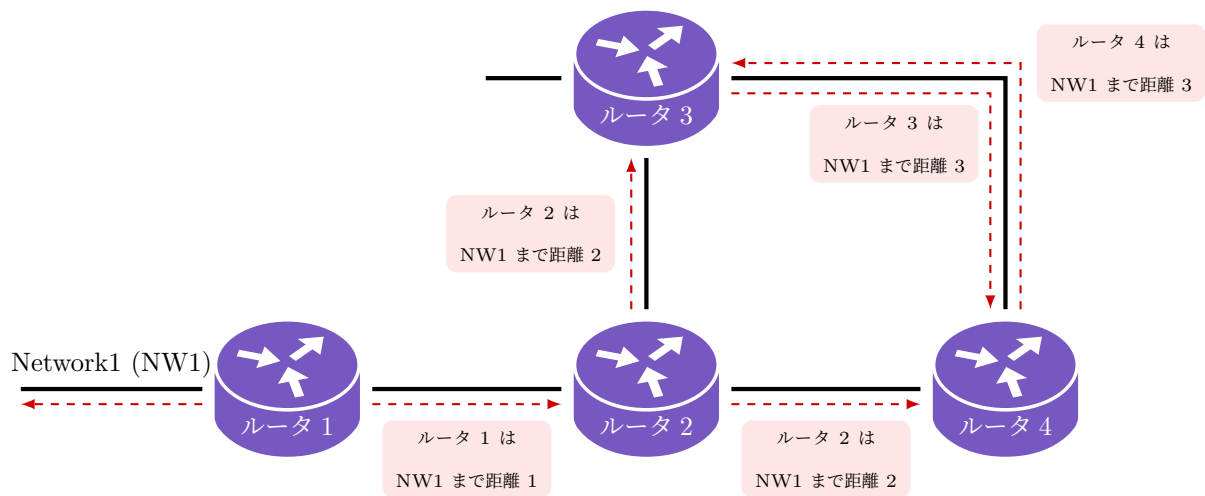 ルータ 4 は
NW1 まで距離 3
ルータ 3
ルータ 3 は
NW1 まで距離 3
ルータ 2 は
NW1 まで距離 2
Network1 (NW1)
ルータ 1
ルータ 2
ルータ 4
ルータ 1 は
NW1 まで距離 1
ルータ 2 は
NW1 まで距離 2